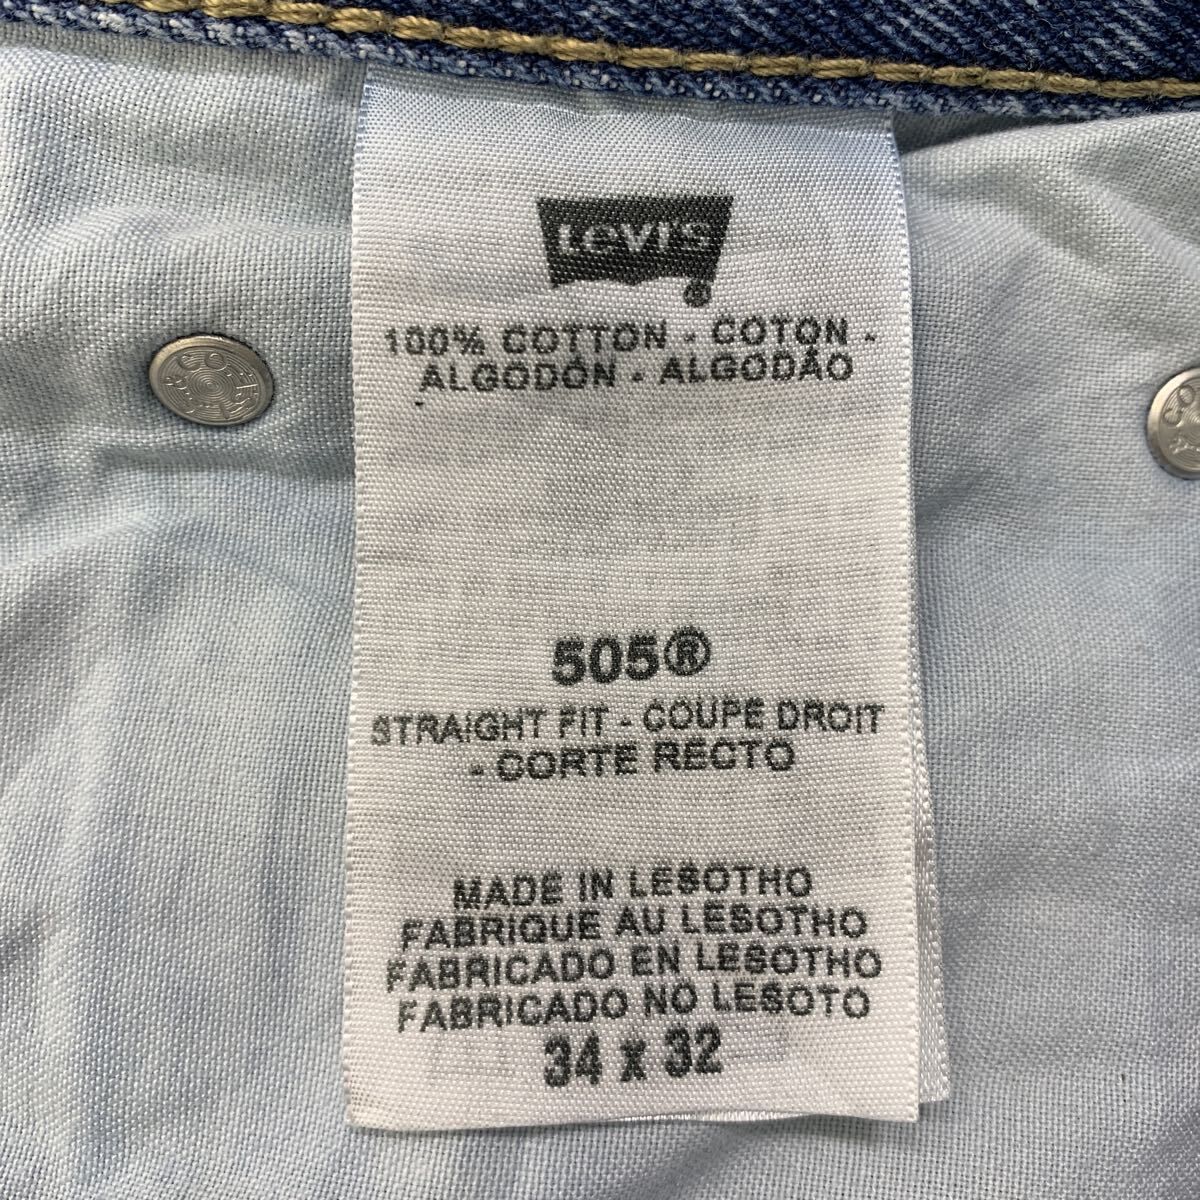 Levi's
®
100% COTTON - COTON -
ALGODÓN - ALGODÃO
505®
STRAIGHT FIT - COUPE DROIT
- CORTE RECTO
MADE IN LESOTHO
FABRIQUE AU LESOTHO
FABRICADO EN LESOTHO
FABRICADO NO LESOTO
34 x 32